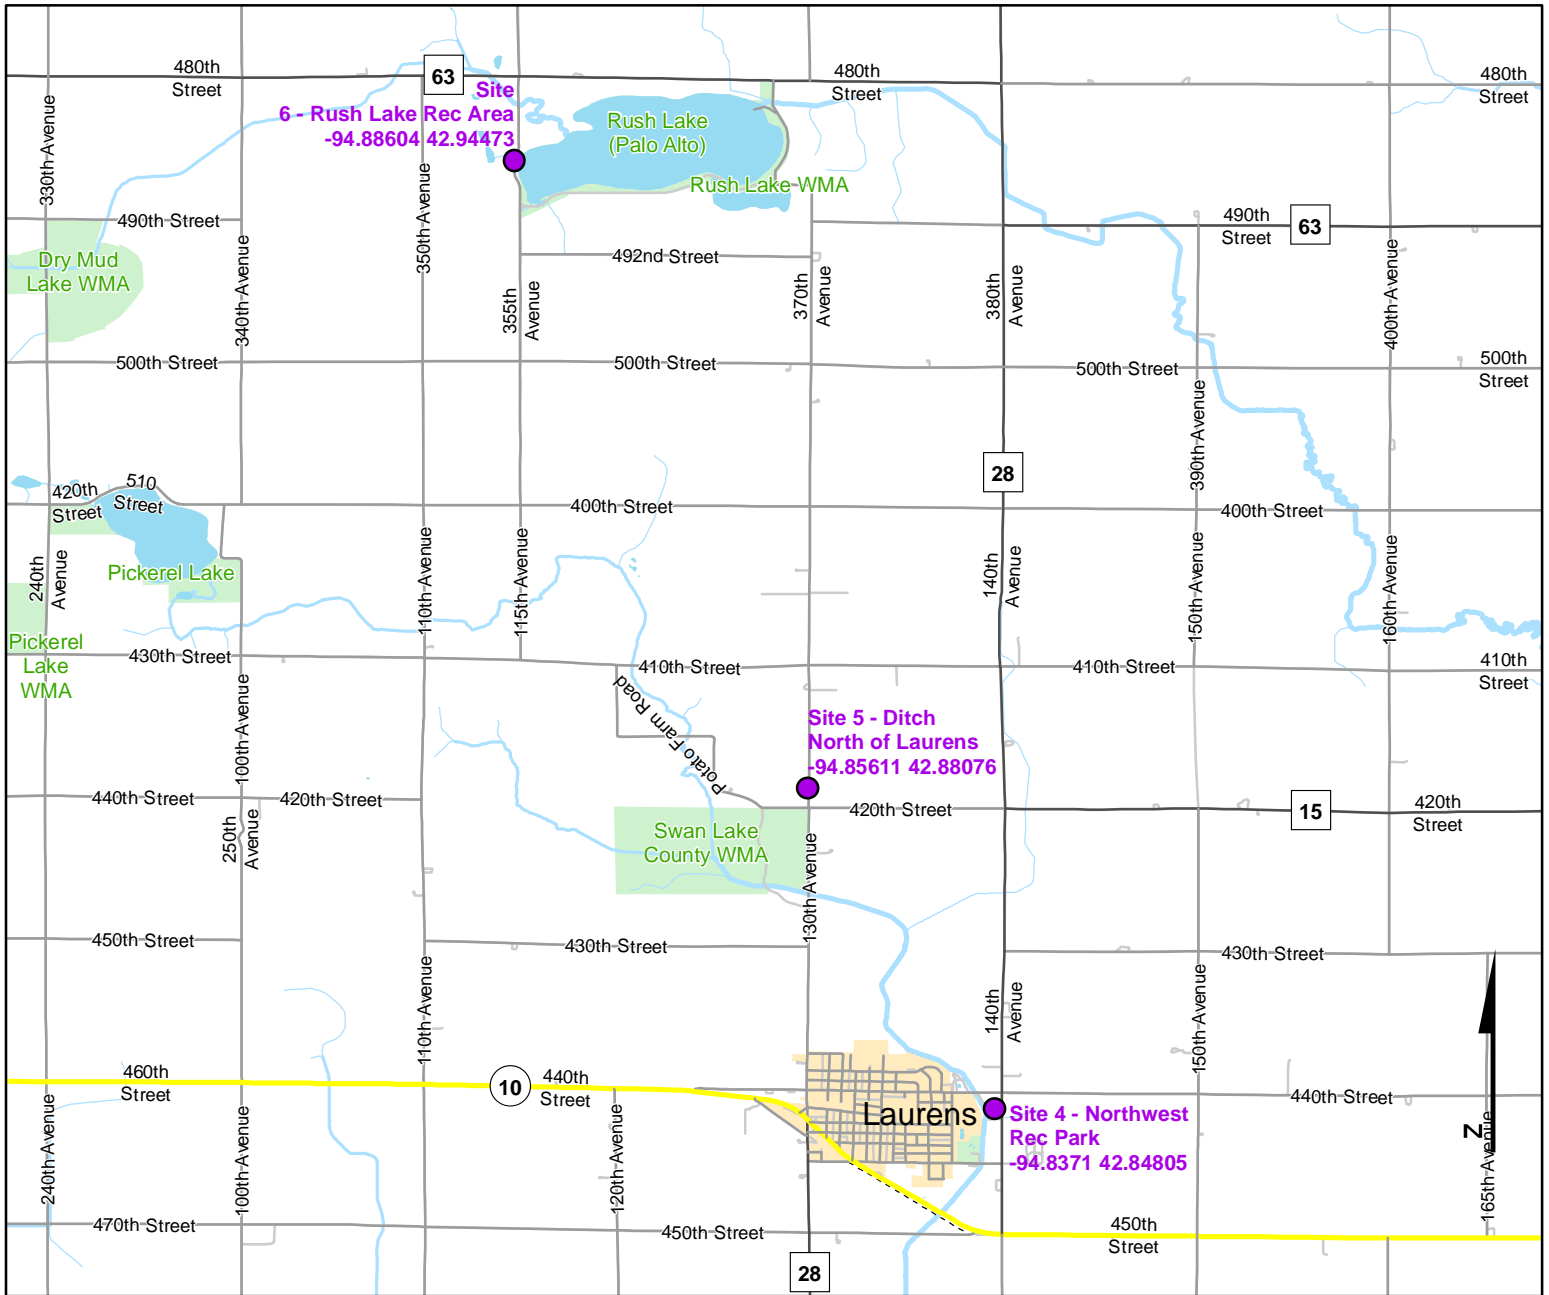 480th
Street
63
480th
Street
480th
Street
Site
6 - Rush Lake Rec Area
-94.88604 42.94473
Rush Lake
(Palo Alto)
Rush Lake WMA
330th Avenue
350th Avenue
490th Street
490th
Street
63
Dry Mud
Lake WMA
340th Avenue
492nd Street
355th
Avenue
370th
Avenue
380th
Avenue
400th Avenue
500th Street
500th Street
500th Street
500th
Street
390th Avenue
28
420th
Street
510
Street
400th Street
400th Street
240th
Avenue
Pickerel Lake
110th Avenue
115th Avenue
140th
Avenue
150th Avenue
160th Avenue
Pickerel
Lake
WMA
430th Street
410th Street
410th Street
410th
Street
Potato Farm Road
100th Avenue
Site 5 - Ditch
North of Laurens
-94.85611 42.88076
440th Street
420th Street
420th Street
15
420th
Street
250th
Avenue
Swan Lake
County WMA
130th Avenue
450th Street
430th Street
430th Street
110th Avenue
140th
Avenue
150th Avenue
460th
Street
10
440th
Street
440th Street
Laurens
Site 4 - Northwest
Rec Park
-94.8371 42.84805
240th Avenue
100th Avenue
120th Avenue
165th Avenue
N
470th Street
450th Street
450th
Street
28